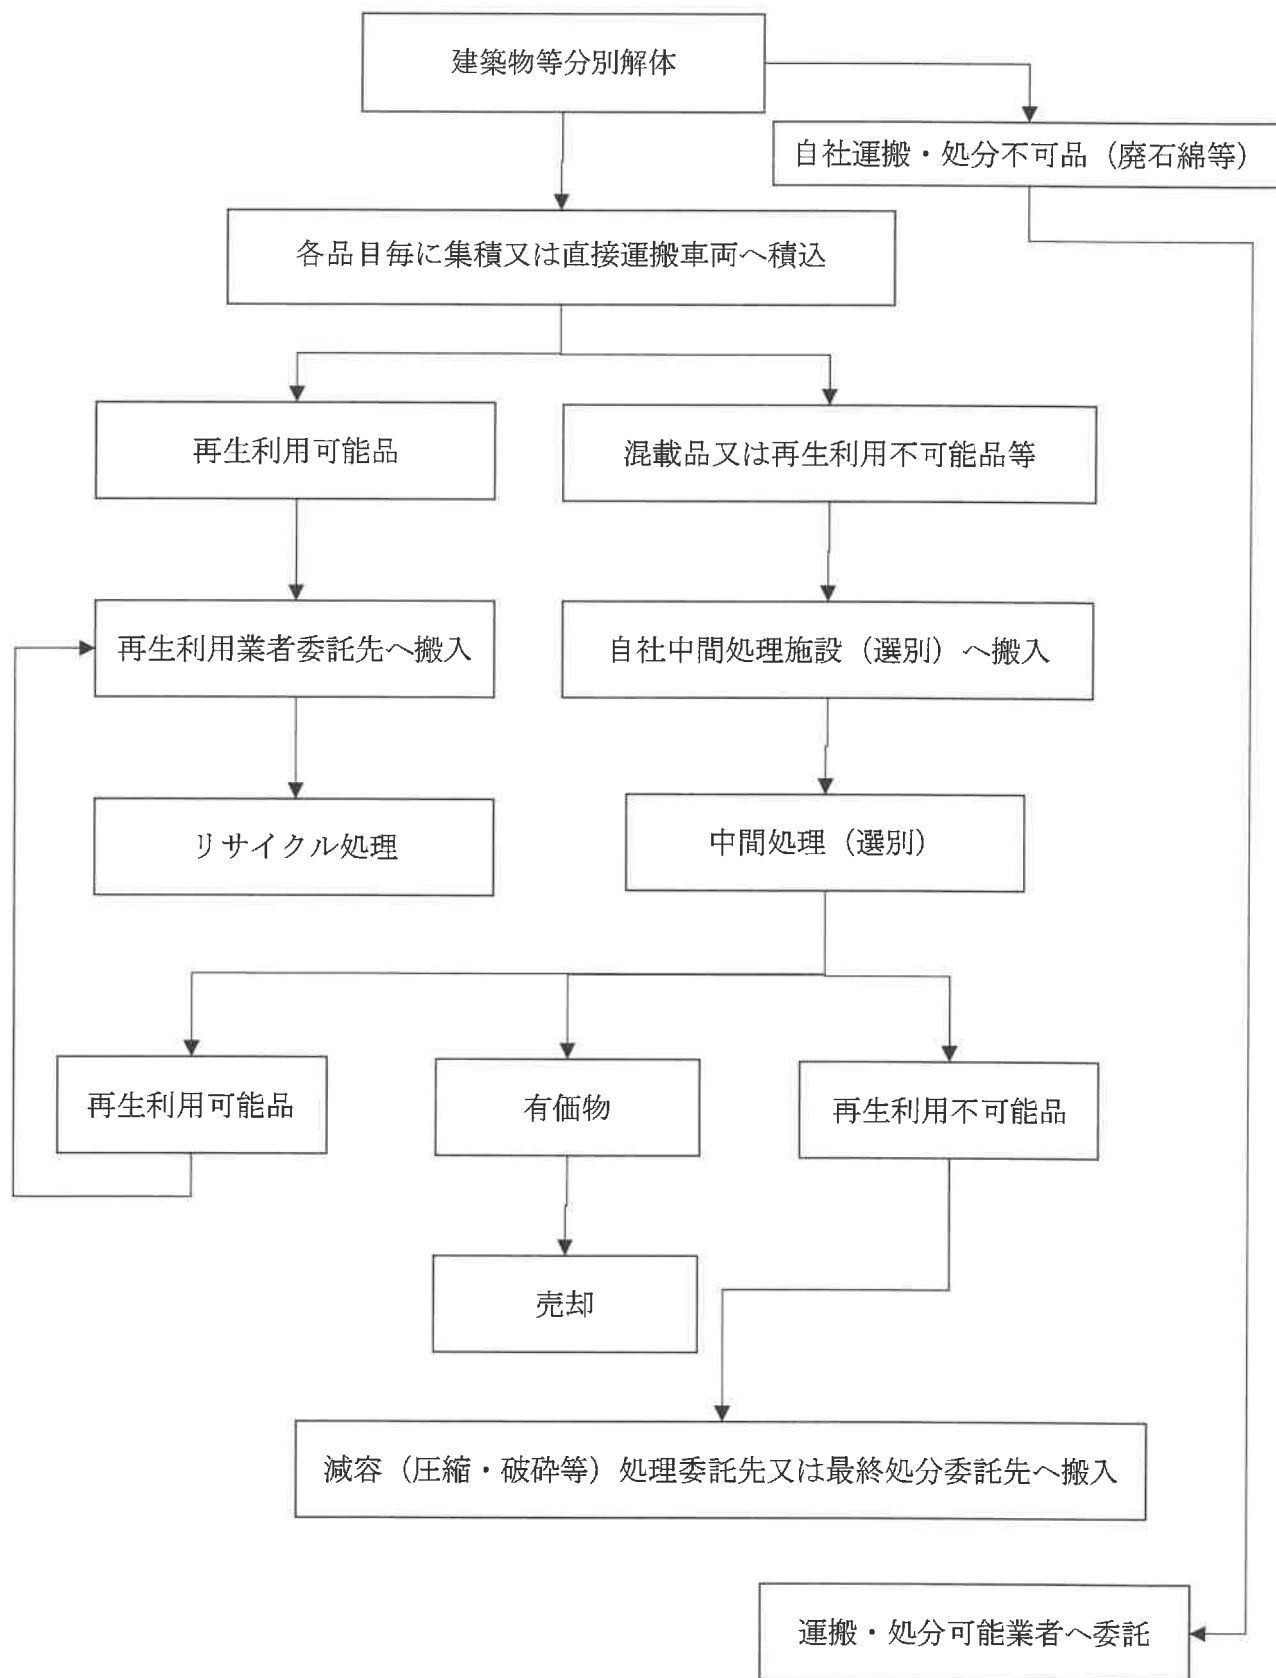 建築物等分別解体
自社運搬・処分不可品（廃石綿等）
各品目毎に集積又は直接運搬車両へ積込
再生利用可能品
混載品又は再生利用不可能品等
再生利用業者委託先へ搬入
自社中間処理施設（選別）へ搬入
リサイクル処理
中間処理（選別）
再生利用可能品
有価物
再生利用不可能品
売却
減容（圧縮・破砕等）処理委託先又は最終処分委託先へ搬入
運搬・処分可能業者へ委託